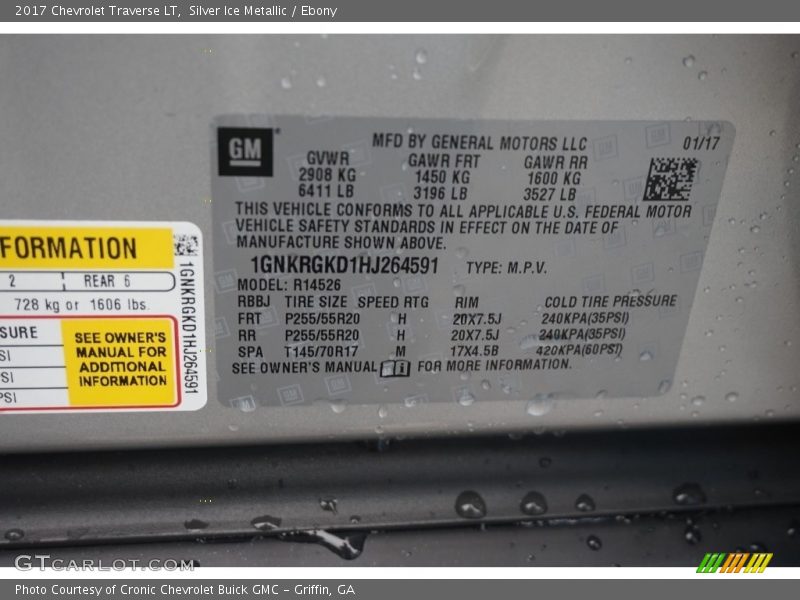 2017 Chevrolet Traverse LT, Silver Ice Metallic / Ebony
GM
MFD BY GENERAL MOTORS LLC 01/17
GVWR GAWR FRT GAWR RR
2908 KG 1450 KG 1600 KG
6411 LB 3196 LB 3527 LB
THIS VEHICLE CONFORMS TO ALL APPLICABLE U.S. FEDERAL MOTOR
VEHICLE SAFETY STANDARDS IN EFFECT ON THE DATE OF
MANUFACTURE SHOWN ABOVE.
1GNKRGKD1HJ264591 TYPE: M.P.V.
MODEL: R14526
RBBJ TIRE SIZE SPEED RTG RIM COLD TIRE PRESSURE
FRT P255/55R20 H 20X7.5J 240KPA(35PSI)
RR P255/55R20 H 20X7.5J 240KPA(35PSI)
SPA T145/70R17 M 17X4.5B 420KPA(60PSI)
SEE OWNER'S MANUAL FOR MORE INFORMATION.
FORMATION
2 REAR 6
728 kg or 1606 lbs.
SURE
SI
PSI
PSI
SEE OWNER'S
MANUAL FOR
ADDITIONAL
INFORMATION
1GNKRGKD1HJ264591
GTCARLOT.COM
Photo Courtesy of Cronic Chevrolet Buick GMC - Griffin, GA